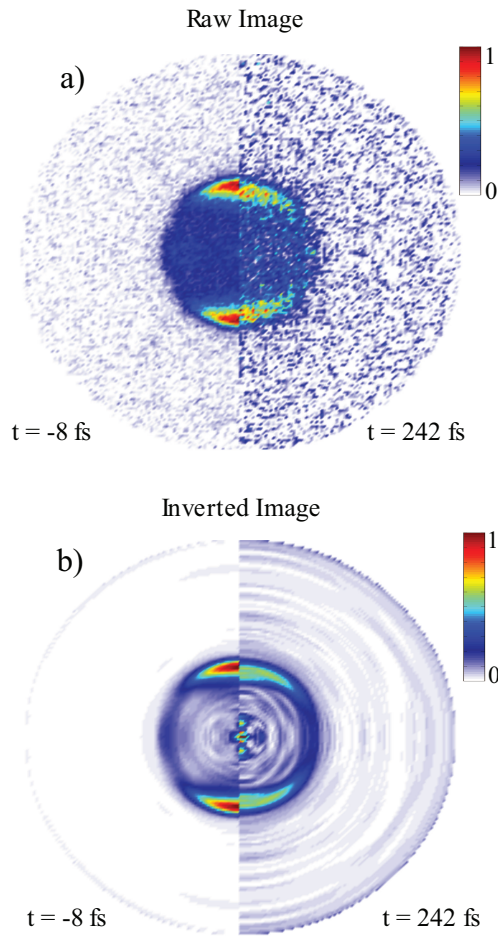 Raw Image
a)
1
0
t = -8 fs
t = 242 fs
Inverted Image
b)
1
0
t = -8 fs
t = 242 fs